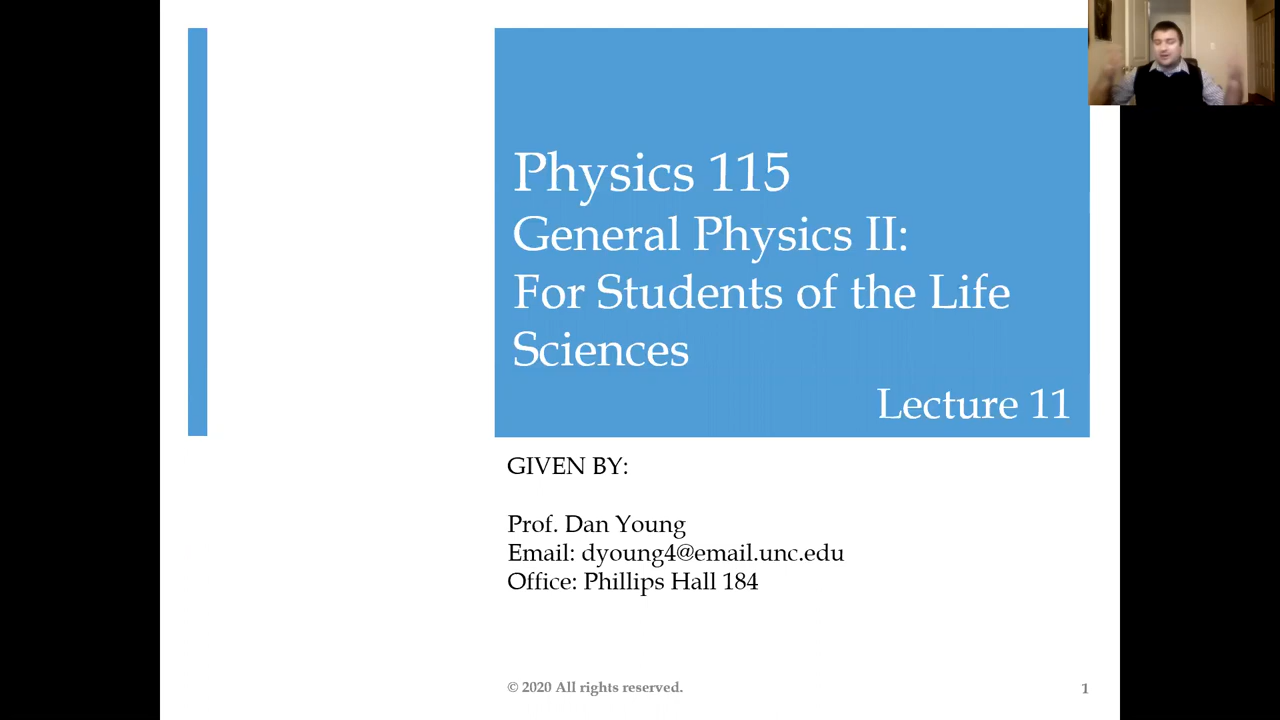 Physics 115
General Physics II:
For Students of the Life
Sciences
Lecture 11
GIVEN BY:
Prof. Dan Young
Email: dyoung4@email.unc.edu
Office: Phillips Hall 184
© 2020 All rights reserved.
1